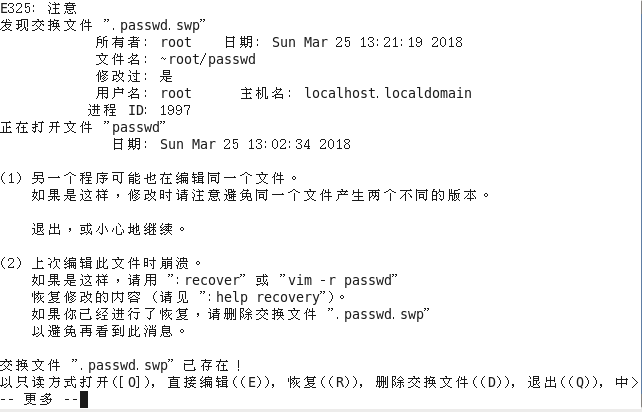 E325: 注意
发现交换文件 ".passwd.swp"
所有者: root    日期: Sun Mar 25 13:21:19 2018
文件名: ~root/passwd
修改过: 是
用户名: root      主机名: localhost.localdomain
进程 ID: 1997
正在打开文件 "passwd"
日期: Sun Mar 25 13:02:34 2018
(1) 另一个程序可能也在编辑同一个文件。
如果是这样，修改时请注意避免同一个文件产生两个不同的版本。
退出，或小心地继续。
(2) 上次编辑此文件时崩溃。
如果是这样，请用 ":recover" 或 "vim -r passwd"
恢复修改的内容 (请见 ":help recovery")。
如果你已经进行了恢复，请删除交换文件 ".passwd.swp"
以避免再看到此消息。
交换文件 ".passwd.swp" 已存在！
以只读方式打开([O]), 直接编辑((E)), 恢复((R)), 删除交换文件((D)), 退出((Q)), 中>
-- 更多 --